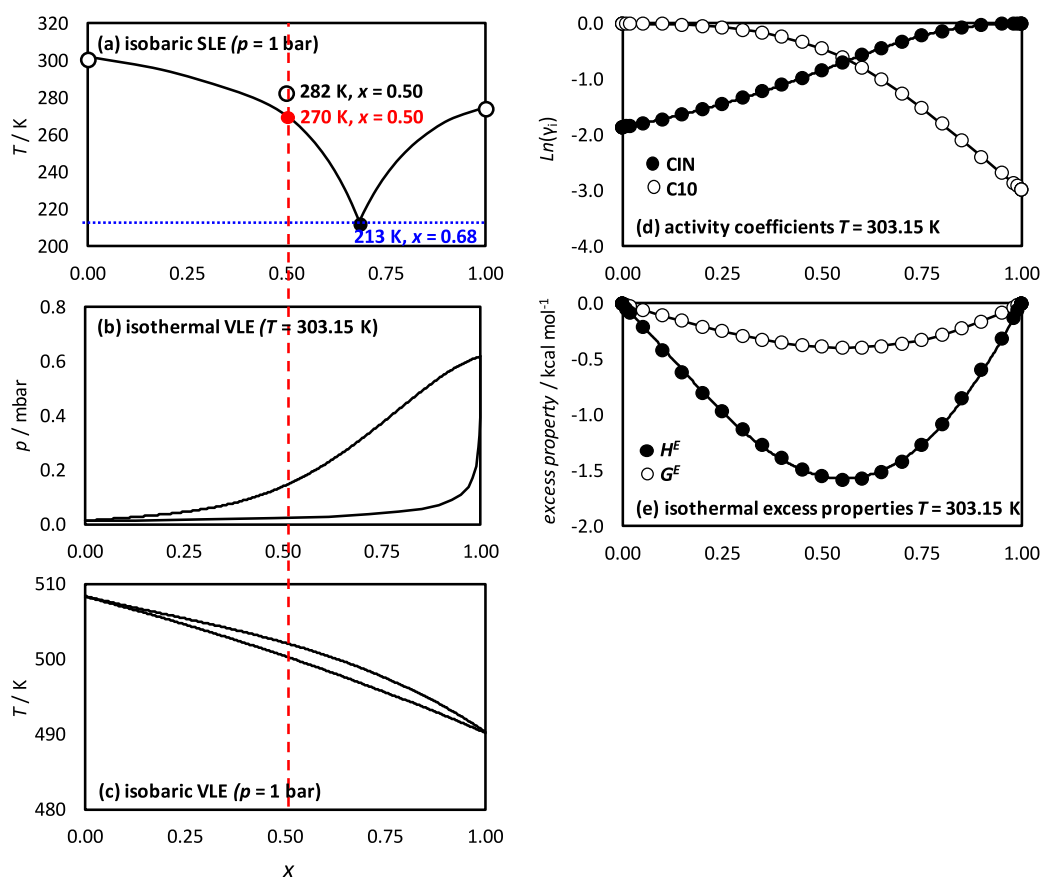 (a) isobaric SLE (p = 1 bar)
320
300
280
260
240
220
200
T / K
282 K, x = 0.50
270 K, x = 0.50
213 K, x = 0.68
0.00 0.25 0.50 0.75 1.00
(b) isothermal VLE (T = 303.15 K)
0.8
0.6
0.4
0.2
0.0
p / mbar
0.00 0.25 0.50 0.75 1.00
510
500
490
480
T / K
(c) isobaric VLE (p = 1 bar)
0.00 0.25 0.50 0.75 1.00
x
0.0
-1.0
-2.0
-3.0
-4.0
Ln(γi)
CIN
C10
(d) activity coefficients T = 303.15 K
0.00 0.25 0.50 0.75 1.00
0.0
-0.5
-1.0
-1.5
-2.0
excess property / kcal mol-1
HE
GE
(e) isothermal excess properties T = 303.15 K
0.00 0.25 0.50 0.75 1.00